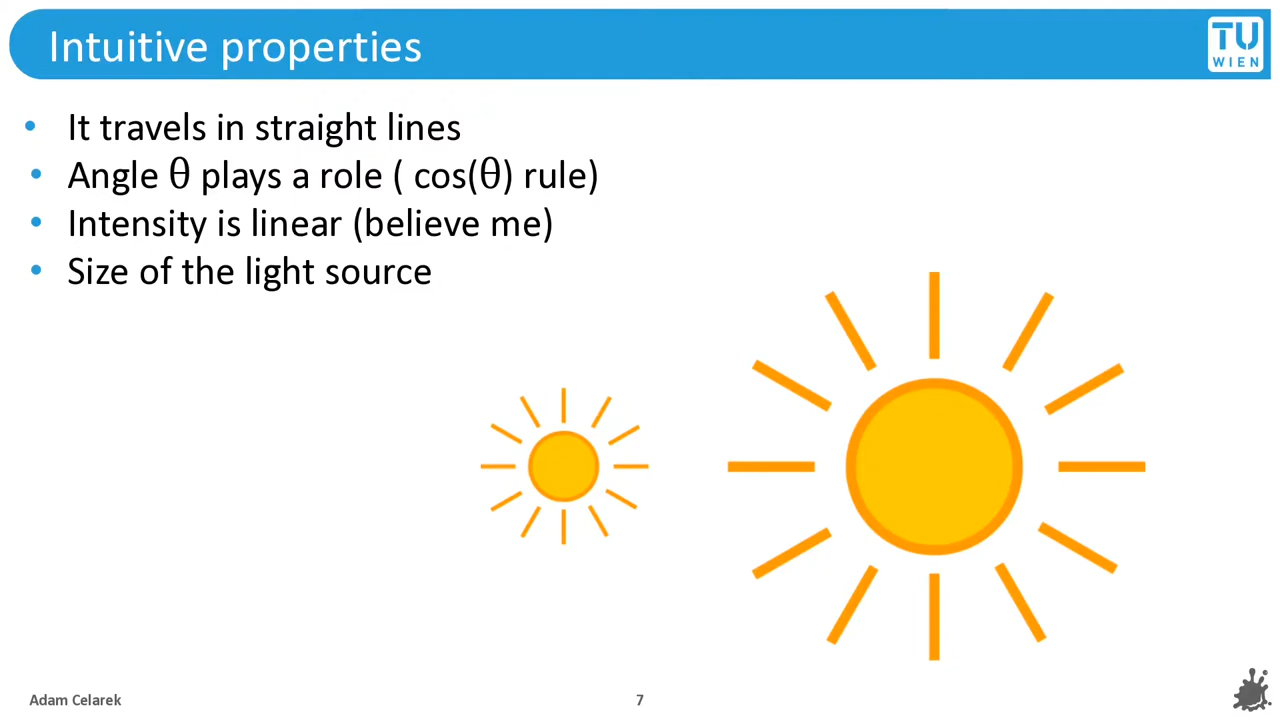 Intuitive properties
TU
WIEN
• It travels in straight lines
• Angle θ plays a role ( cos(θ) rule)
• Intensity is linear (believe me)
• Size of the light source
Adam Celarek
7